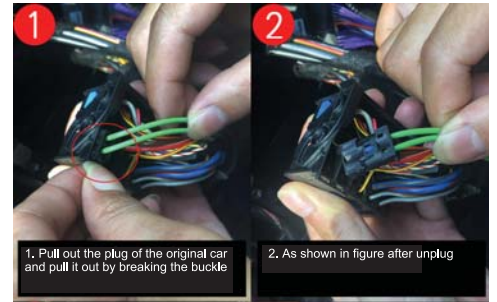 1
2
1. Pull out the plug of the original car
and pull it out by breaking the buckle
2. As shown in figure after unplug